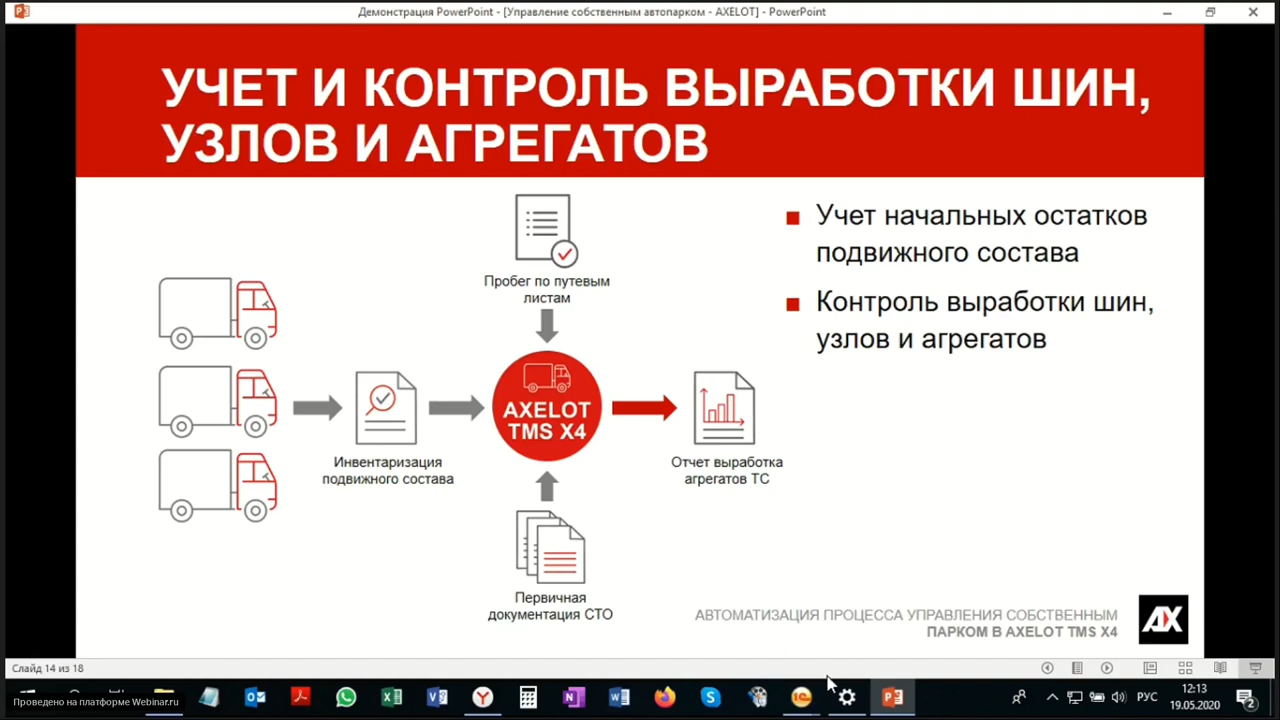 Демонстрация PowerPoint - [Управление собственным автопарком - AXELOT] - PowerPoint
УЧЕТ И КОНТРОЛЬ ВЫРАБОТКИ ШИН,
УЗЛОВ И АГРЕГАТОВ
Пробег по путевым
листам
Учет начальных остатков
подвижного состава
Контроль выработки шин,
узлов и агрегатов
AXELOT
TMS X4
Инвентаризация
подвижного состава
Отчет выработка
агрегатов ТС
Первичная
документация СТО
АВТОМАТИЗАЦИЯ ПРОЦЕССА УПРАВЛЕНИЯ СОБСТВЕННЫМ
ПАРКОМ В AXELOT TMS X4
AX
Слайд 14 из 18
Проведено на платформе Webinar.ru
РУС
12:13
19.05.2020
2